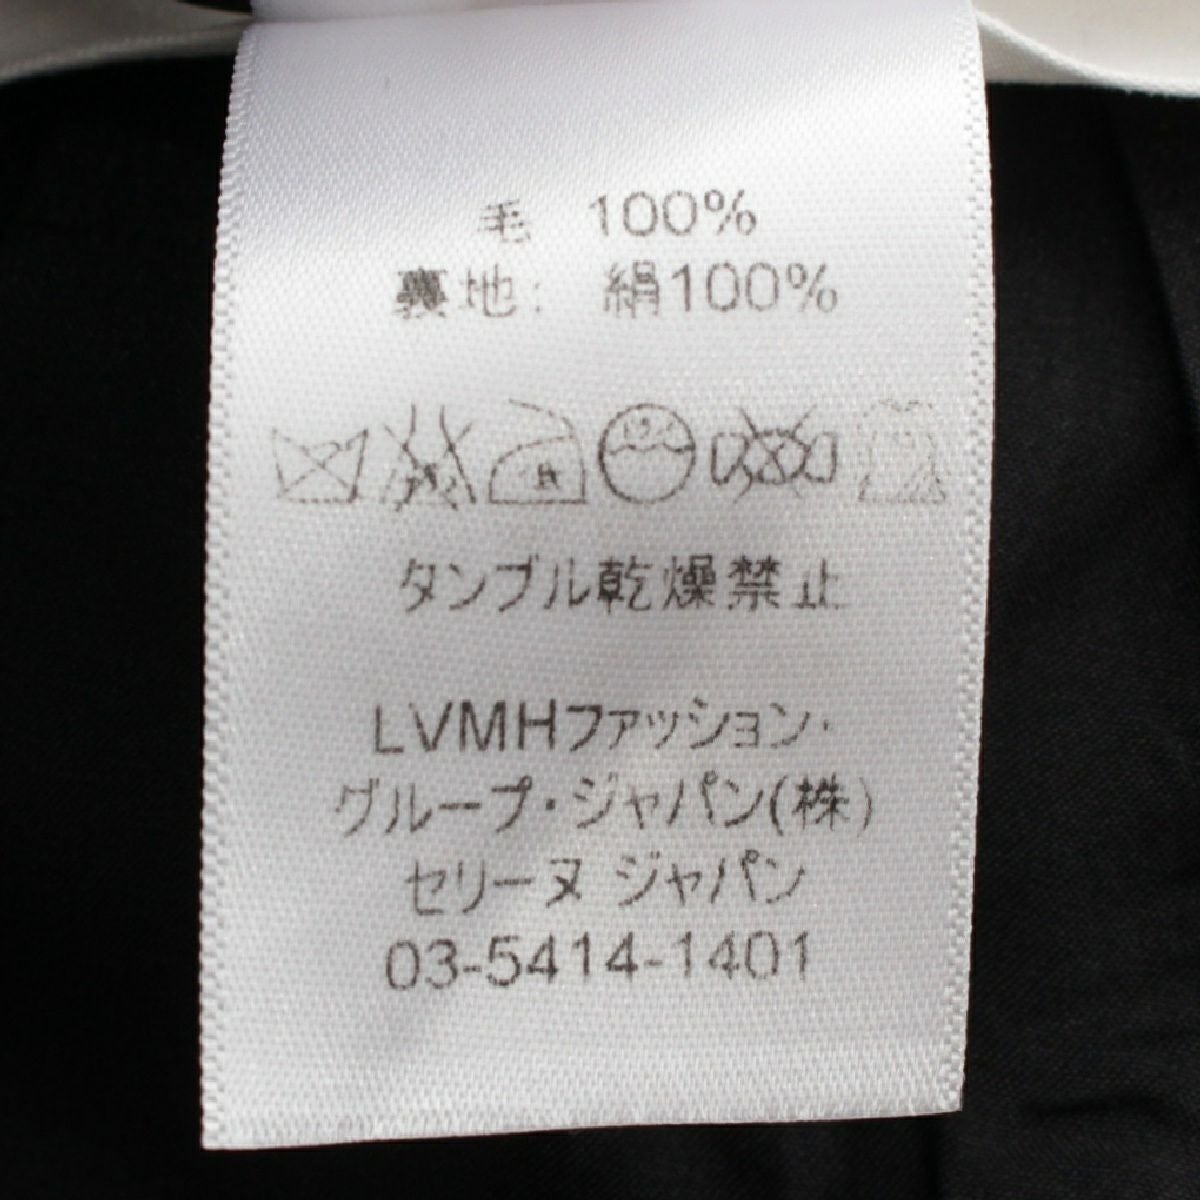 毛 100%
裏地: 絹100%
タンブル乾燥禁止
LVMHファッション・
グループ・ジャパン(株)
セリーヌ ジャパン
03-5414-1401